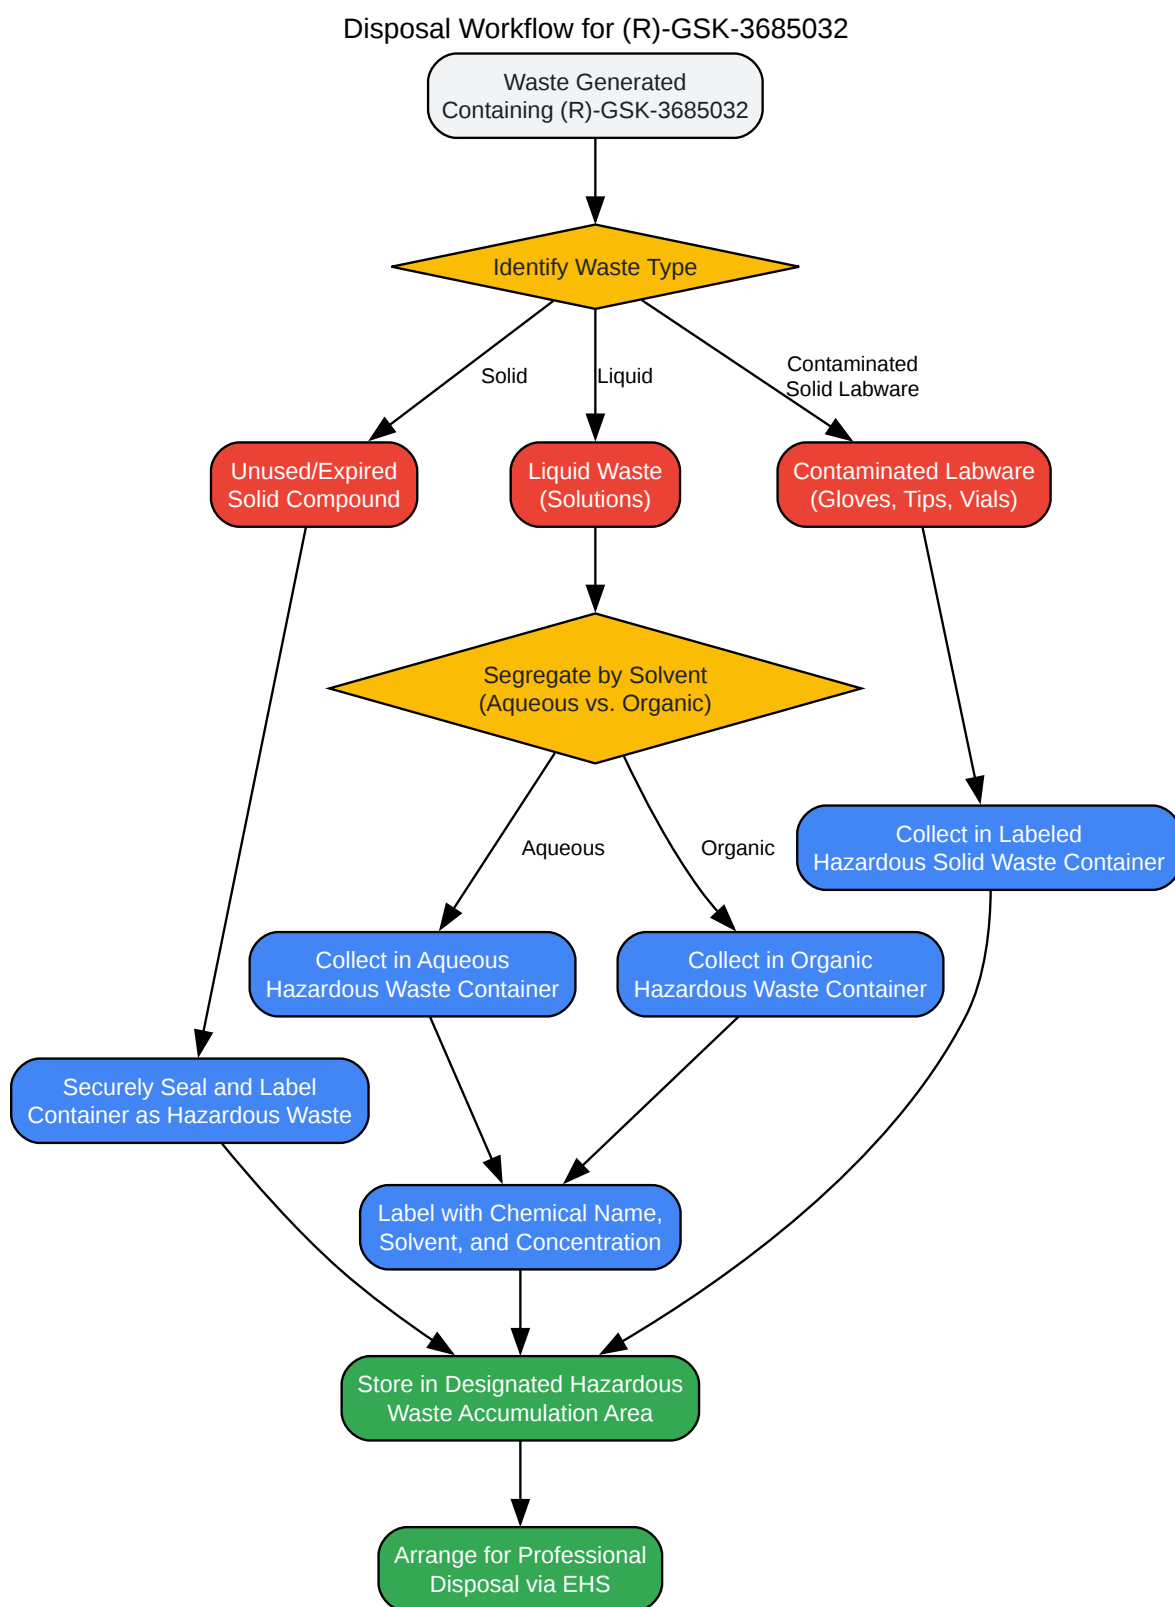 Disposal Workflow for (R)-GSK-3685032
Waste Generated
Containing (R)-GSK-3685032
Identify Waste Type
Solid
Liquid
Contaminated
Solid Labware
Unused/Expired
Solid Compound
Liquid Waste
(Solutions)
Contaminated Labware
(Gloves, Tips, Vials)
Segregate by Solvent
(Aqueous vs. Organic)
Aqueous
Organic
Collect in Labeled
Hazardous Solid Waste Container
Collect in Aqueous
Hazardous Waste Container
Collect in Organic
Hazardous Waste Container
Securely Seal and Label
Container as Hazardous Waste
Label with Chemical Name,
Solvent, and Concentration
Store in Designated Hazardous
Waste Accumulation Area
Arrange for Professional
Disposal via EHS